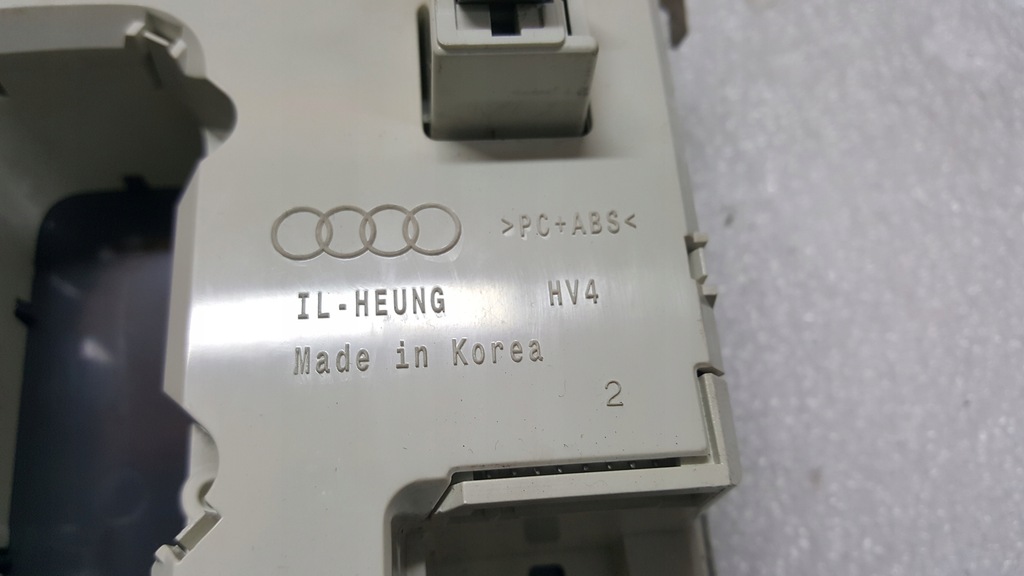 >PC+ABS<
IL-HEUNG HV4
Made in Korea
2